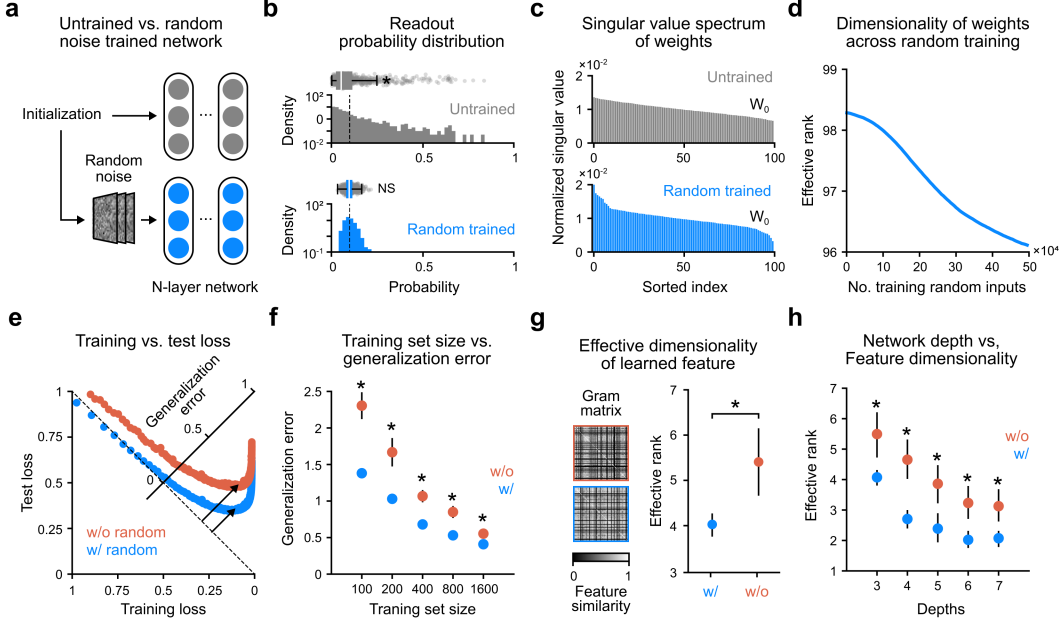 a
Untrained vs. random
noise trained network
Initialization
...
Random
noise
...
N-layer network
b
Readout
probability distribution
*
Density
10²
0
10⁻²
Untrained
0
0.5
1
NS
Density
10²
10⁻¹
Random trained
0
0.5
1
Probability
c
Singular value spectrum
of weights
Normalized singular value
×10⁻²
2
1
0
Untrained
W₀
0
50
100
×10⁻²
2
1
0
Random trained
W₀
0
50
100
Sorted index
d
Dimensionality of weights
across random training
Effective rank
99
98
97
96
0
10
20
30
40
50
×10⁴
No. training random inputs
e
Training vs. test loss
Test loss
1
0.75
0.5
0.25
0
Generalization
error
0
0.5
1
w/o random
w/ random
1
0.75
0.5
0.25
0
Training loss
f
Training set size vs.
generalization error
Generalization error
2.5
2
1.5
1
0.5
0
*
*
*
*
*
w/o
w/
100
200
400
800
1600
Traning set size
g
Effective dimensionality
of learned feature
Gram
matrix
0
1
Feature
similarity
Effective rank
7
6
5
4
3
*
w/
w/o
h
Network depth vs,
Feature dimensionality
Effective rank
7
6
5
4
3
2
1
*
*
*
*
*
w/o
w/
3
4
5
6
7
Depths